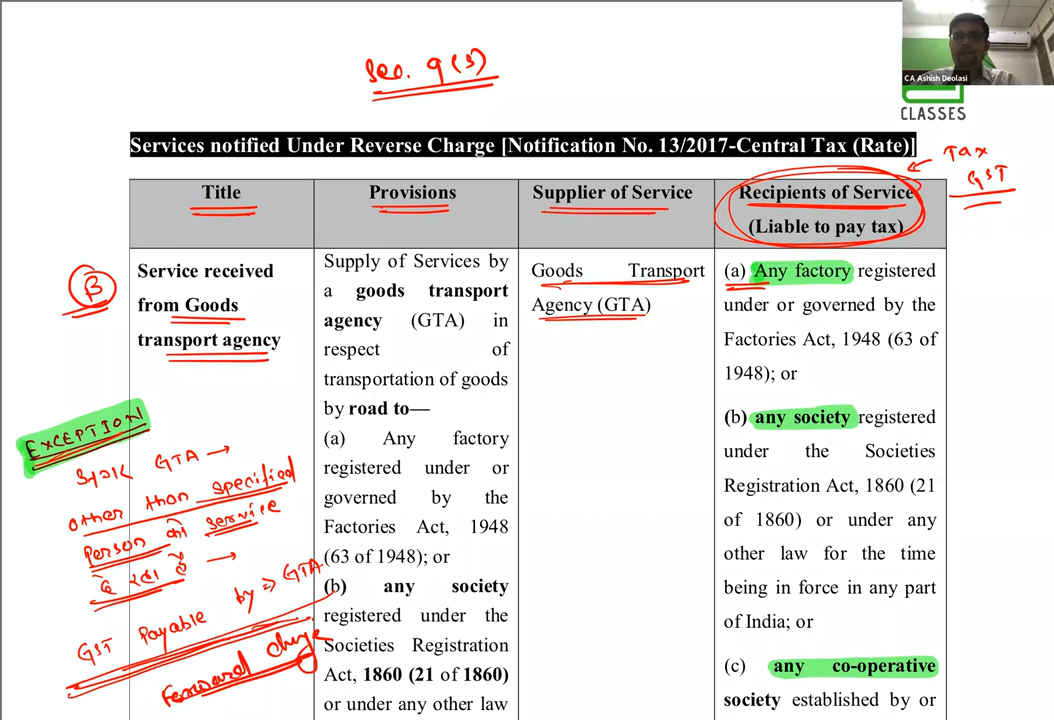 Sec. 9(3)
CA Ashish Deolasi
CLASSES
Services notified Under Reverse Charge [Notification No. 13/2017-Central Tax (Rate)]
Tax
GST
Title
Provisions
Supplier of Service
Recipients of Service
(Liable to pay tax)
B
Service received
from Goods
transport agency
Supply of Services by
a goods transport
agency (GTA) in
respect of
transportation of goods
by road to—
(a) Any factory
registered under or
governed by the
Factories Act, 1948
(63 of 1948); or
(b) any society
registered under the
Societies Registration
Act, 1860 (21 of 1860)
or under any other law
Goods Transport
Agency (GTA)
(a) Any factory registered
under or governed by the
Factories Act, 1948 (63 of
1948); or
(b) any society registered
under the Societies
Registration Act, 1860 (21
of 1860) or under any
other law for the time
being in force in any part
of India; or
(c) any co-operative
society established by or
EXCEPTION
अगर GTA →
other than specified
person को service
दे रहा है →
GST Payable by ⇒ GTA
Forward charge